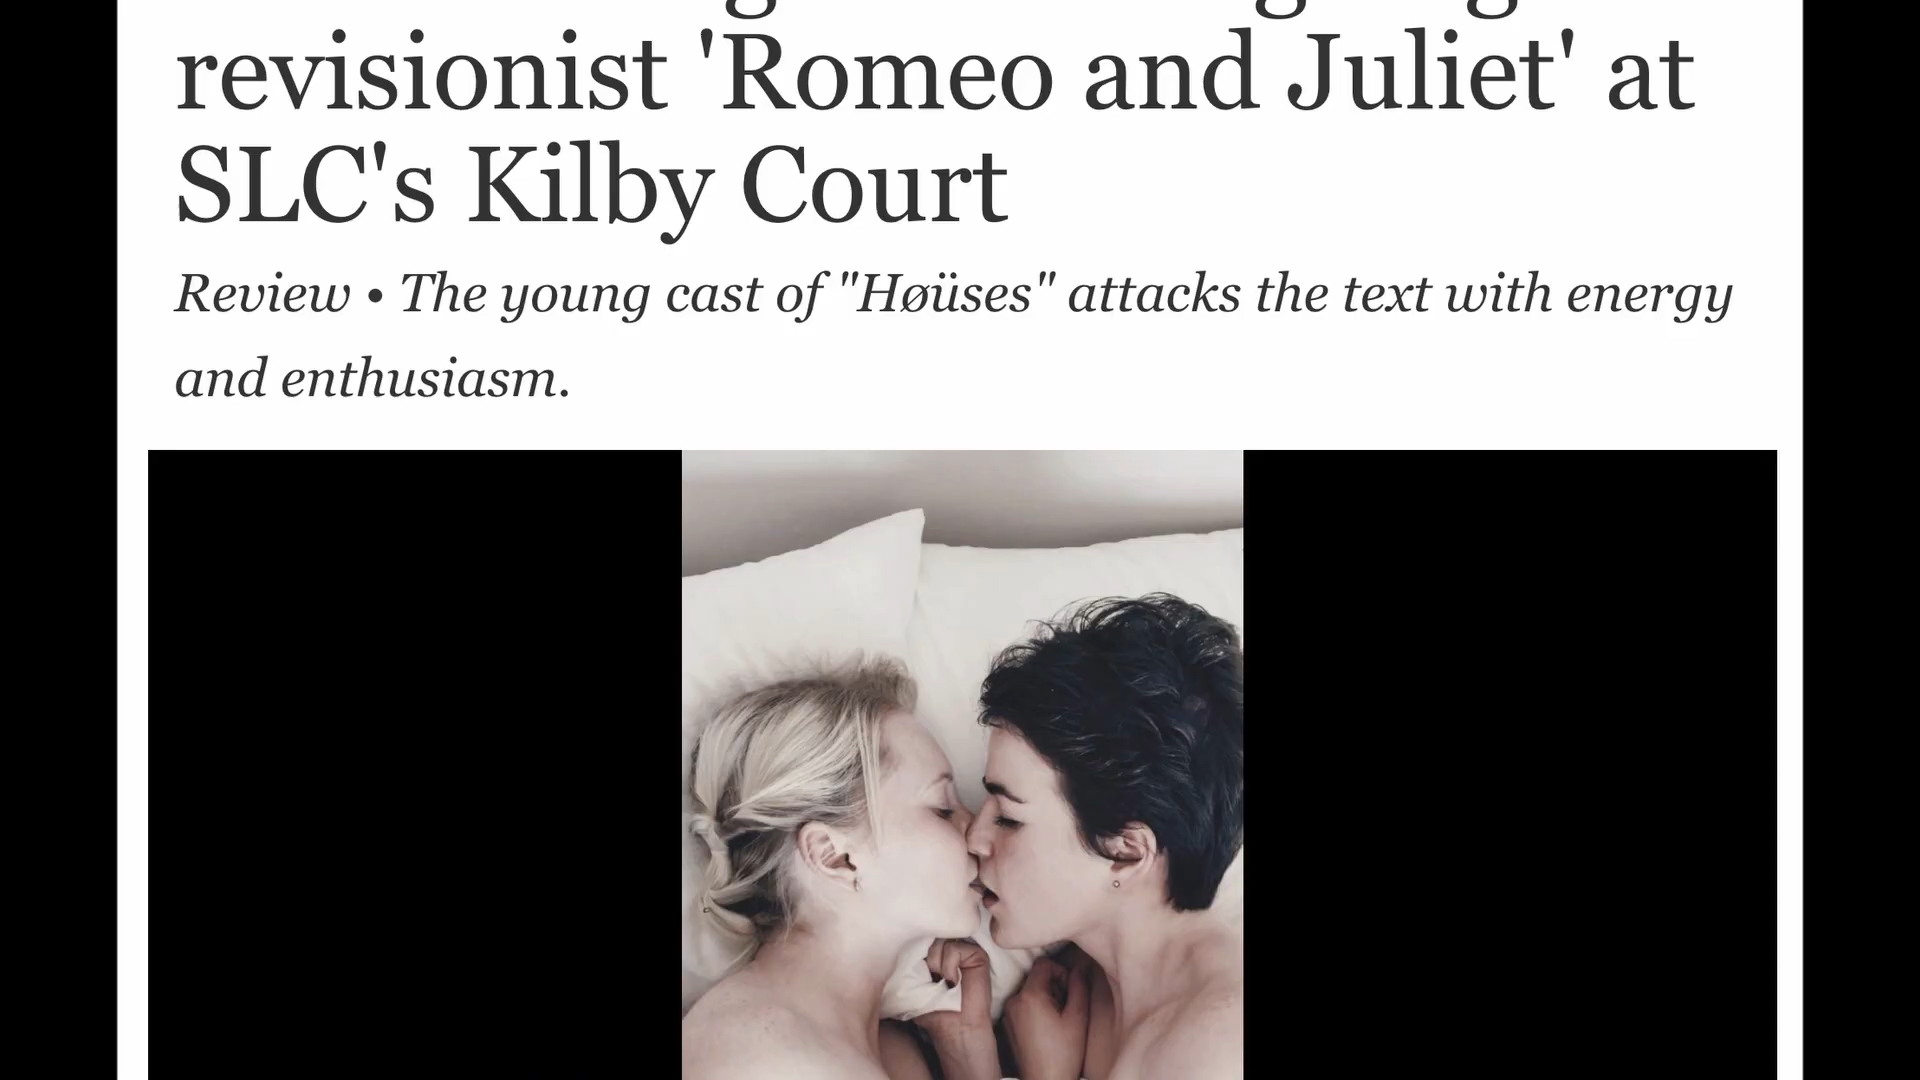 revisionist 'Romeo and Juliet' at
SLC's Kilby Court
Review • The young cast of "Høüses" attacks the text with energy
and enthusiasm.